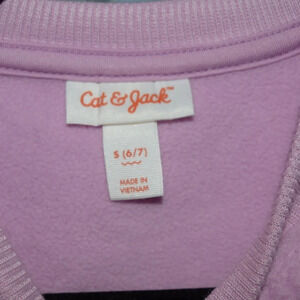 Cat & Jack™
S (6/7)
MADE IN
VIETNAM